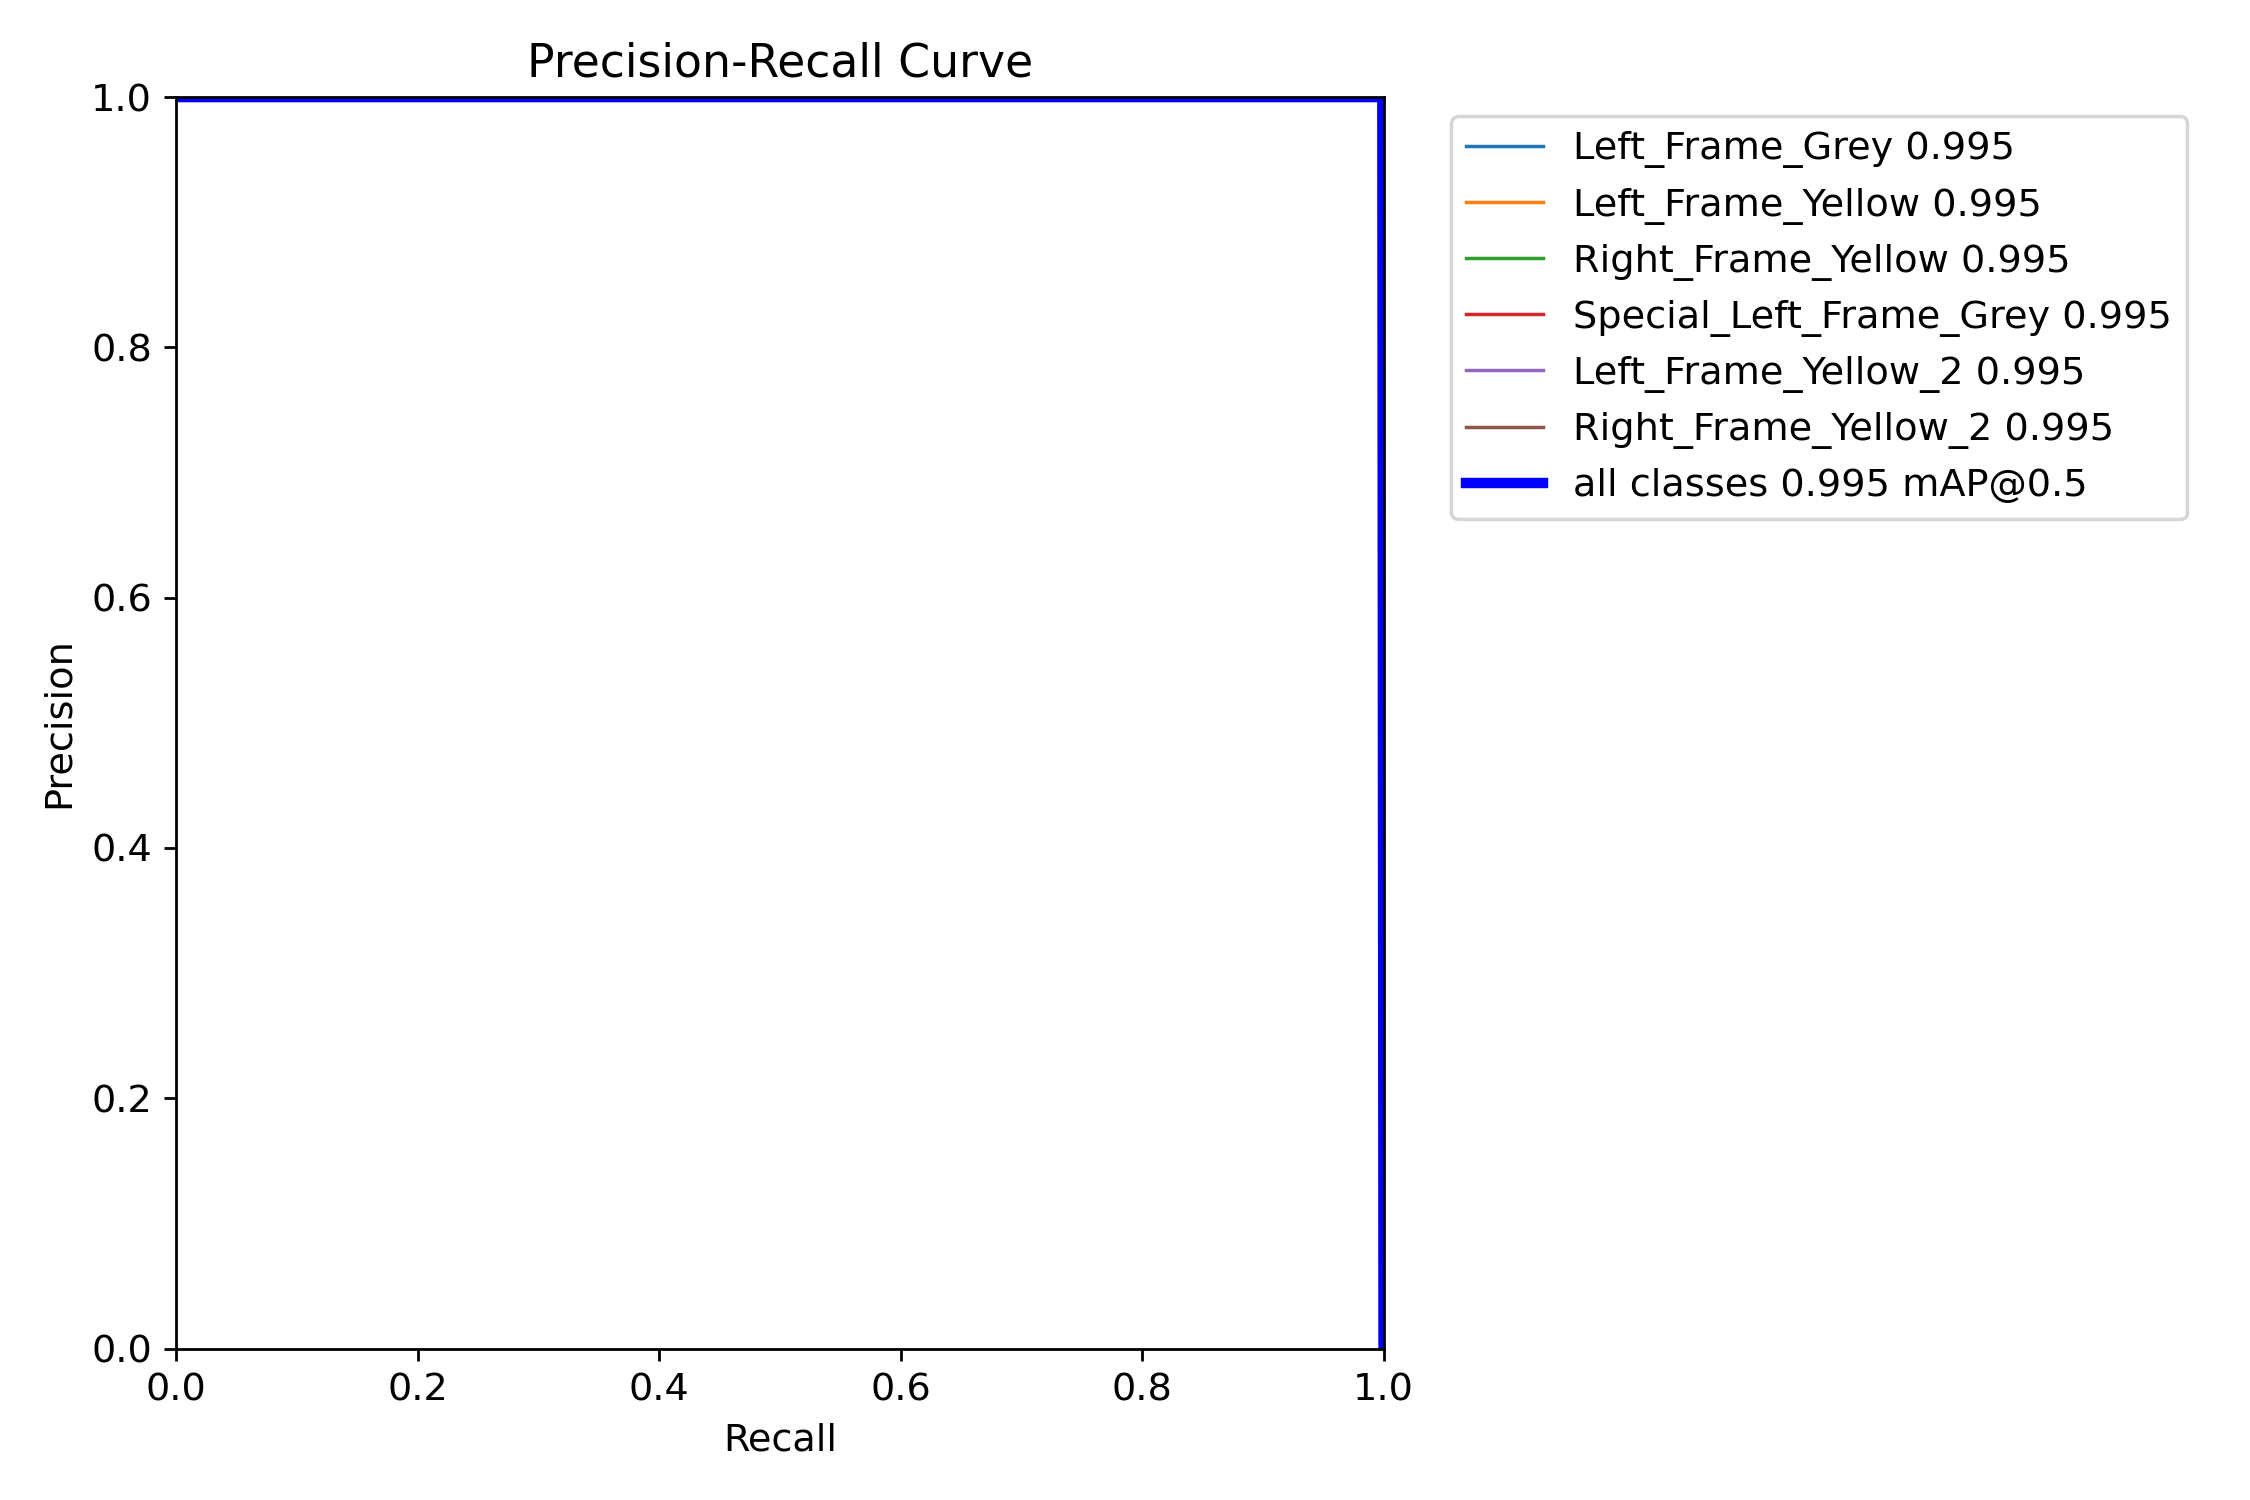 Precision-Recall Curve
1.0
0.8
0.6
0.4
0.2
0.0
Precision
0.0 0.2 0.4 0.6 0.8 1.0
Recall
Left_Frame_Grey 0.995
Left_Frame_Yellow 0.995
Right_Frame_Yellow 0.995
Special_Left_Frame_Grey 0.995
Left_Frame_Yellow_2 0.995
Right_Frame_Yellow_2 0.995
all classes 0.995 mAP@0.5